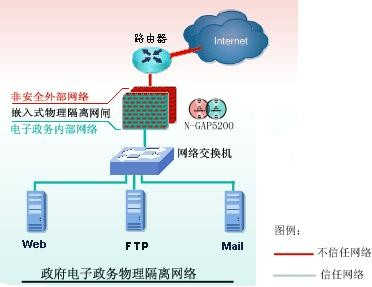 路由器
Internet
非安全外部网络
嵌入式物理隔离网闸
电子政务内部网络
N-GAP5200
网络交换机
Web
FTP
Mail
政府电子政务物理隔离网络
图例：
不信任网络
信任网络